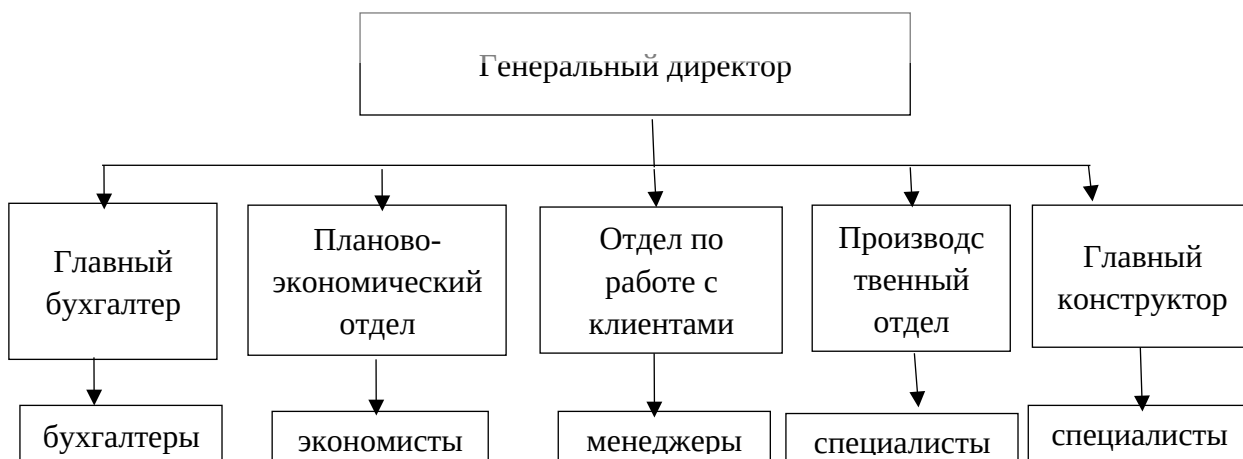 Генеральный директор
Главный
бухгалтер
Планово-
экономический
отдел
Отдел по
работе с
клиентами
Производс
твенный
отдел
Главный
конструктор
бухгалтеры
экономисты
менеджеры
специалисты
специалисты